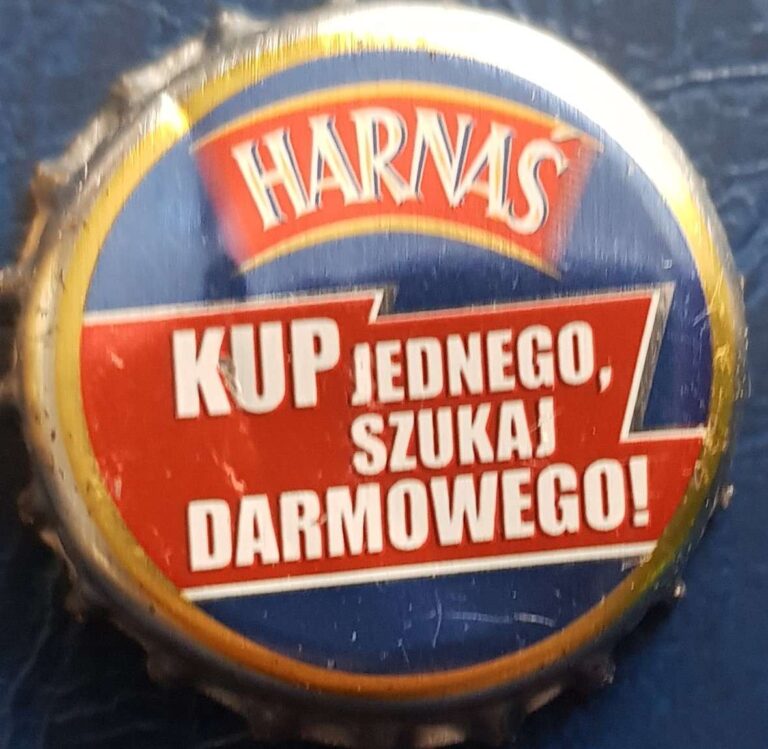 HARNAŚ
KUP JEDNEGO,
SZUKAJ
DARMOWEGO!